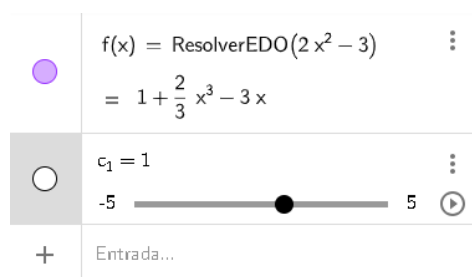 f(x) = ResolverEDO(2 x² − 3)
= 1 + 2/3 x³ − 3 x
c₁ = 1
-5 5
+ Entrada...